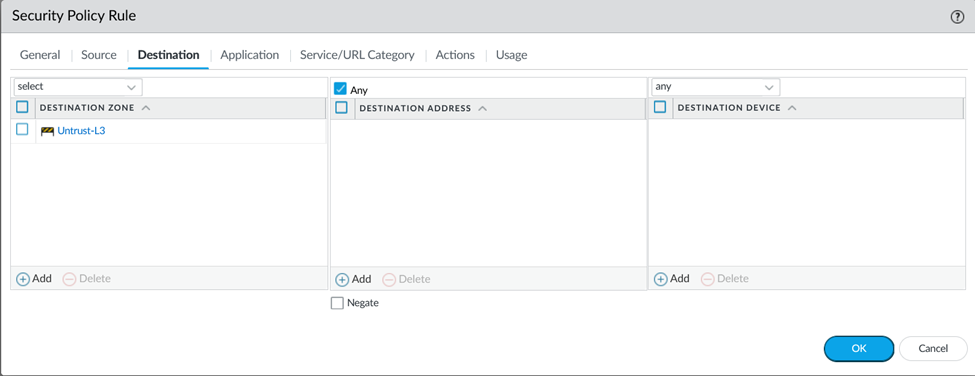 Security Policy Rule
General Source Destination Application Service/URL Category Actions Usage
select Any any
DESTINATION ZONE DESTINATION ADDRESS DESTINATION DEVICE
Untrust-L3
Add Delete Add Delete Add Delete
Negate
OK Cancel